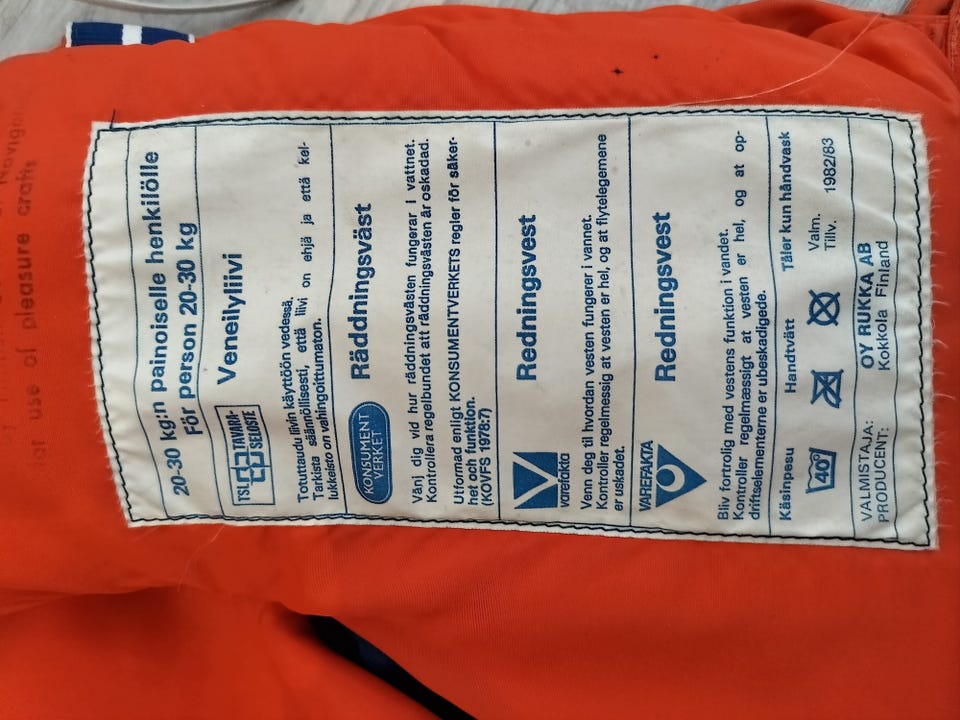 use of pleasure crafts
20-30 kg:n painoiselle henkilölle
För person 20-30 kg
TSL TAVARA-
SELOSTE
Veneilyliivi
Totuttaudu liivin käyttöön vedessä.
Tarkista säännöllisesti, että liivi on ehjä ja että kel-
lukkeisto on vahingoittumaton.
KONSUMENT
VERKET
Räddningsväst
Vänj dig vid hur räddningsvästen fungerar i vattnet.
Kontrollera regelbundet att räddningsvästen är oskadad.
Utformad enligt KONSUMENTVERKETS regler för säker-
het och funktion.
(KOVFS 1978:7)
varefakta
Redningsvest
Venn deg til hvordan vesten fungerer i vannet.
Kontroller regelmessig at vesten er hel, og at flytelegemene
er uskadet.
VAREFAKTA
Redningsvest
Bliv fortrolig med vestens funktion i vandet.
Kontroller regelmæssigt at vesten er hel, og at op-
driftselementerne er ubeskadigede.
Käsinpesu Handtvätt Tåler kun håndvask
40°
Valm.
Tillv. 1982/83
VALMISTAJA: OY RUKKA AB
PRODUCENT: Kokkola Finland